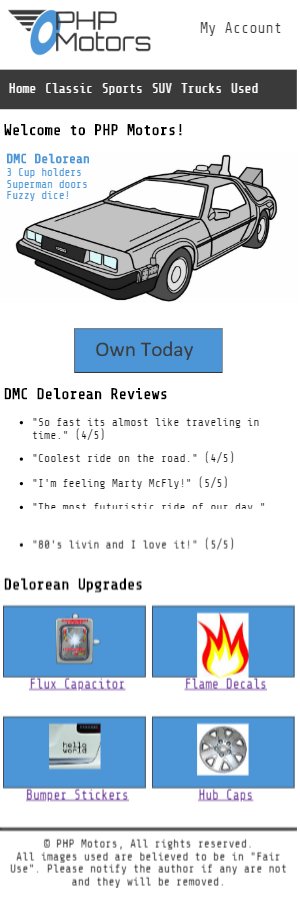 PHP
Motors
My Account
Home Classic Sports SUV Trucks Used
Welcome to PHP Motors!
DMC Delorean
3 Cup holders
Superman doors
Fuzzy dice!
Own Today
DMC Delorean Reviews
"So fast its almost like traveling in
time." (4/5)
"Coolest ride on the road." (4/5)
"I'm feeling Marty McFly!" (5/5)
"The most futuristic ride of our day."
"80's livin and I love it!" (5/5)
Delorean Upgrades
Flux Capacitor
Flame Decals
hello
world
Bumper Stickers
Hub Caps
© PHP Motors, All rights reserved.
All images used are believed to be in "Fair
Use". Please notify the author if any are not
and they will be removed.